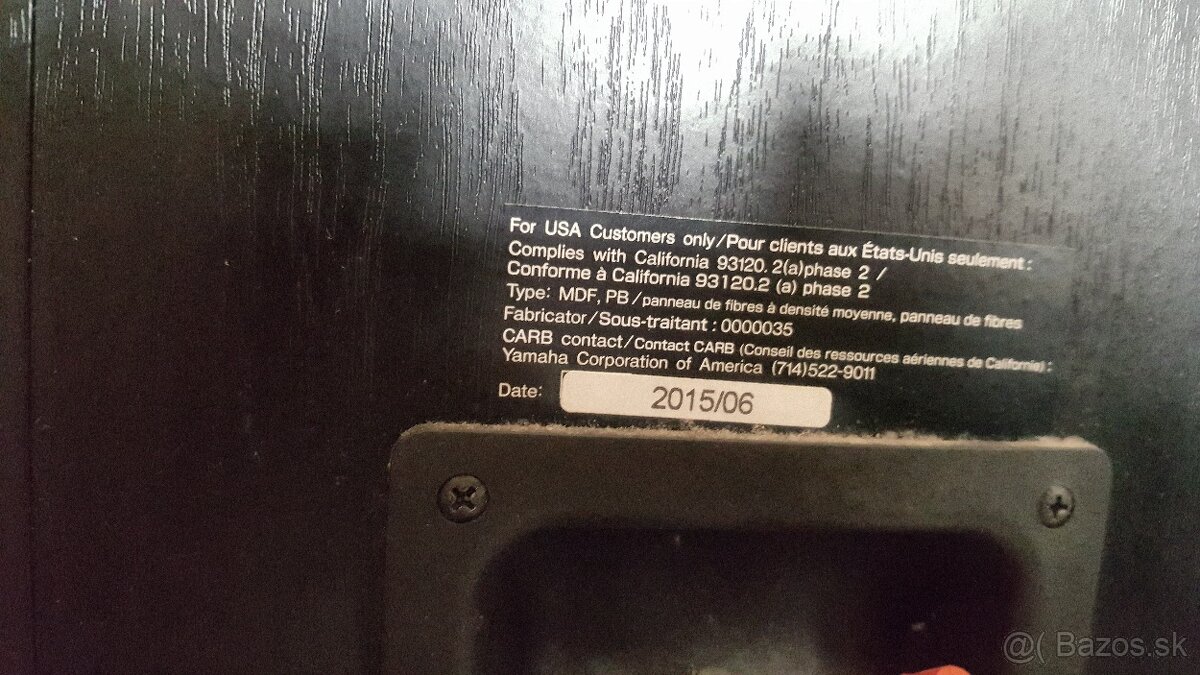 For USA Customers only/Pour clients aux États-Unis seulement :
Complies with California 93120. 2(a)phase 2 /
Conforme à California 93120.2 (a) phase 2
Type: MDF, PB/panneau de fibres à densité moyenne, panneau de fibres
Fabricator/Sous-traitant : 0000035
CARB contact/Contact CARB (Conseil des ressources aériennes de Californie) :
Yamaha Corporation of America (714)522-9011
Date: 2015/06
@( Bazos.sk